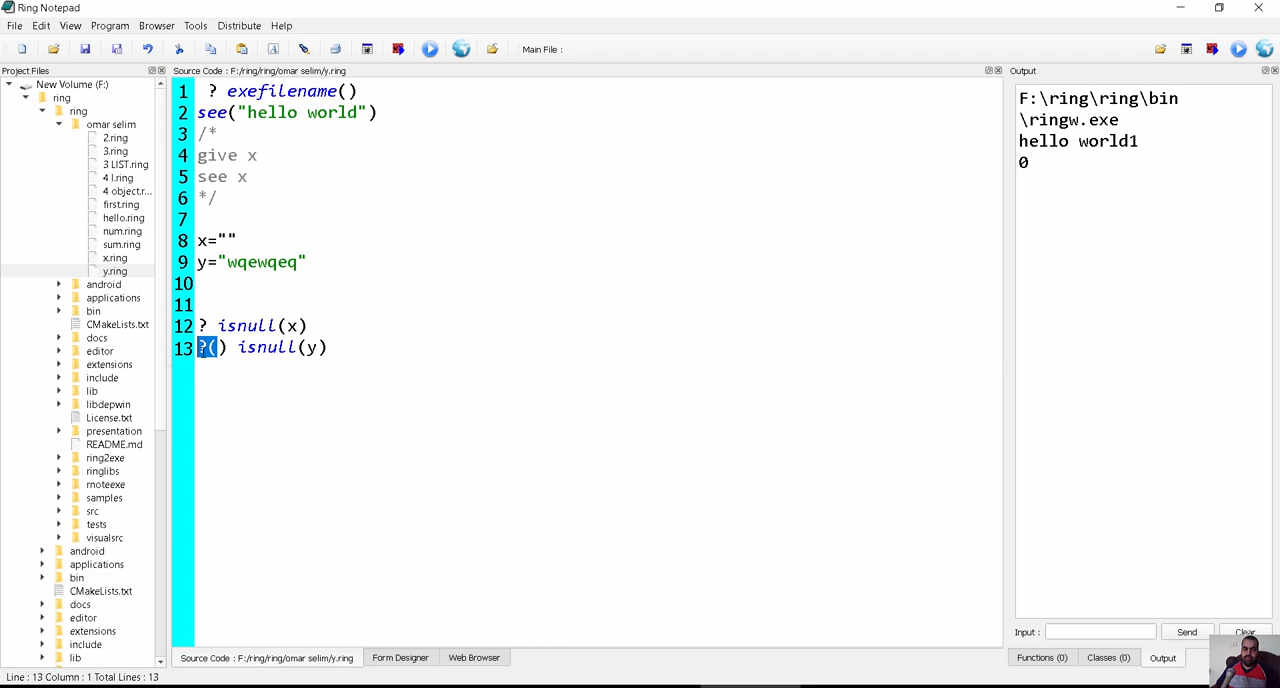 Ring Notepad
File Edit View Program Browser Tools Distribute Help
Main File :
Project Files
New Volume (F:)
ring
ring
omar selim
2.ring
3.ring
3 LIST.ring
4 l.ring
4 object.r...
first.ring
hello.ring
num.ring
sum.ring
x.ring
y.ring
android
applications
bin
CMakeLists.txt
docs
editor
extensions
include
lib
libdepwin
License.txt
presentation
README.md
ring2exe
ringlibs
rnoteexe
samples
src
tests
visualsrc
android
applications
bin
CMakeLists.txt
docs
editor
extensions
include
lib
Source Code : F:/ring/ring/omar selim/y.ring
1 ? exefilename()
2 see("hello world")
3 /*
4 give x
5 see x
6 */
7
8 x=""
9 y="wqewqeq"
10
11
12 ? isnull(x)
13 ?() isnull(y)
Source Code : F:/ring/ring/omar selim/y.ring Form Designer Web Browser
Output
F:\ring\ring\bin
\ringw.exe
hello world1
0
Input : Send Clear
Functions (0) Classes (0) Output
Line : 13 Column : 1 Total Lines : 13